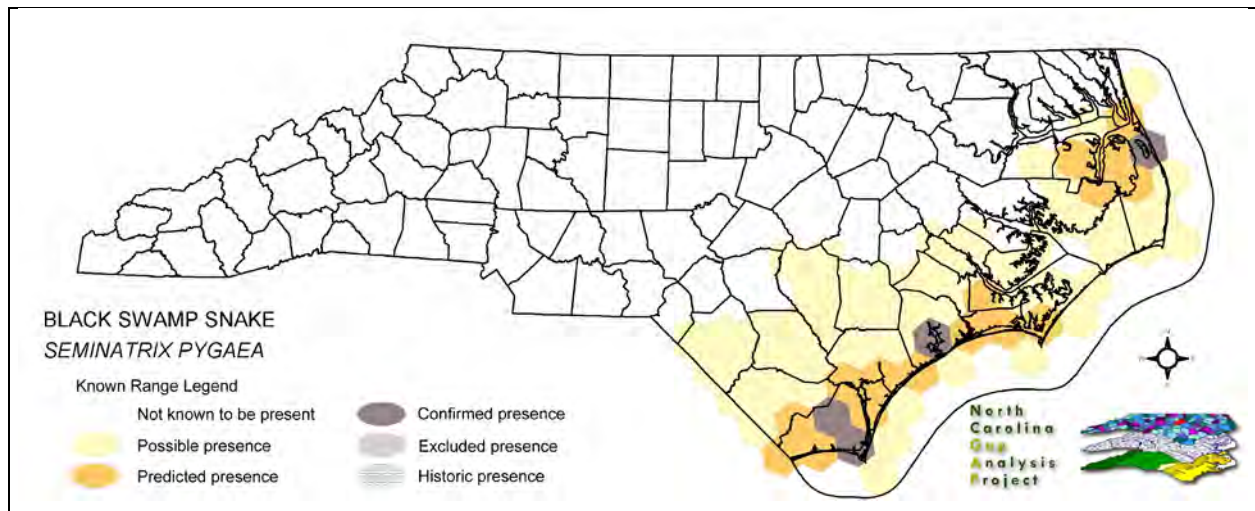 BLACK SWAMP SNAKE
SEMINATRIX PYGAEA
Known Range Legend
Not known to be present
Possible presence
Predicted presence
Confirmed presence
Excluded presence
Historic presence
N
W
E
S
North
Carolina
Gap
Analysis
Project